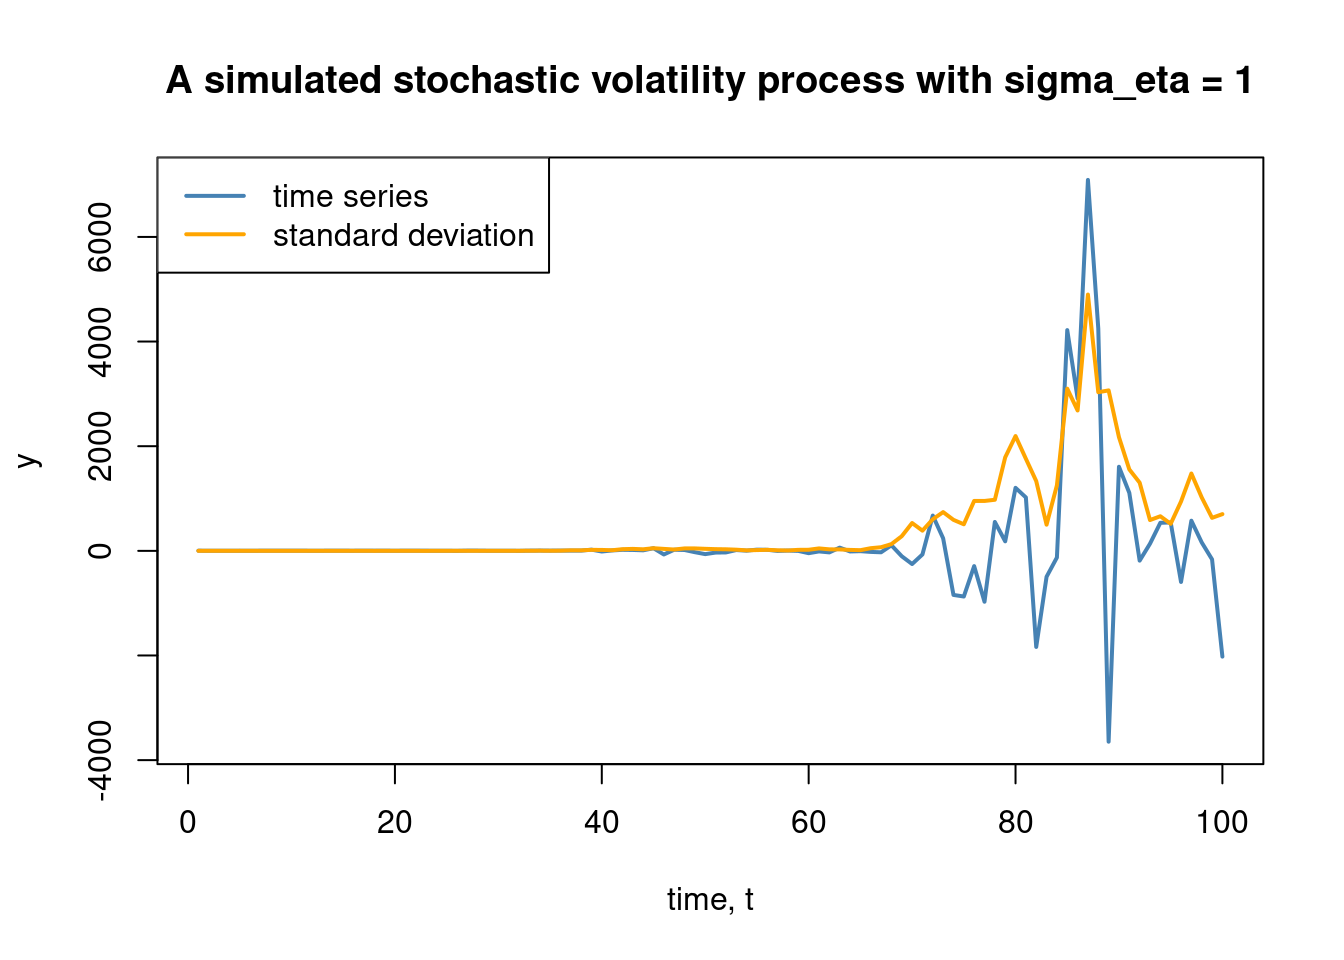 A simulated stochastic volatility process with sigma_eta = 1
time series
standard deviation
6000
4000
2000
0
-4000
y
0 20 40 60 80 100
time, t